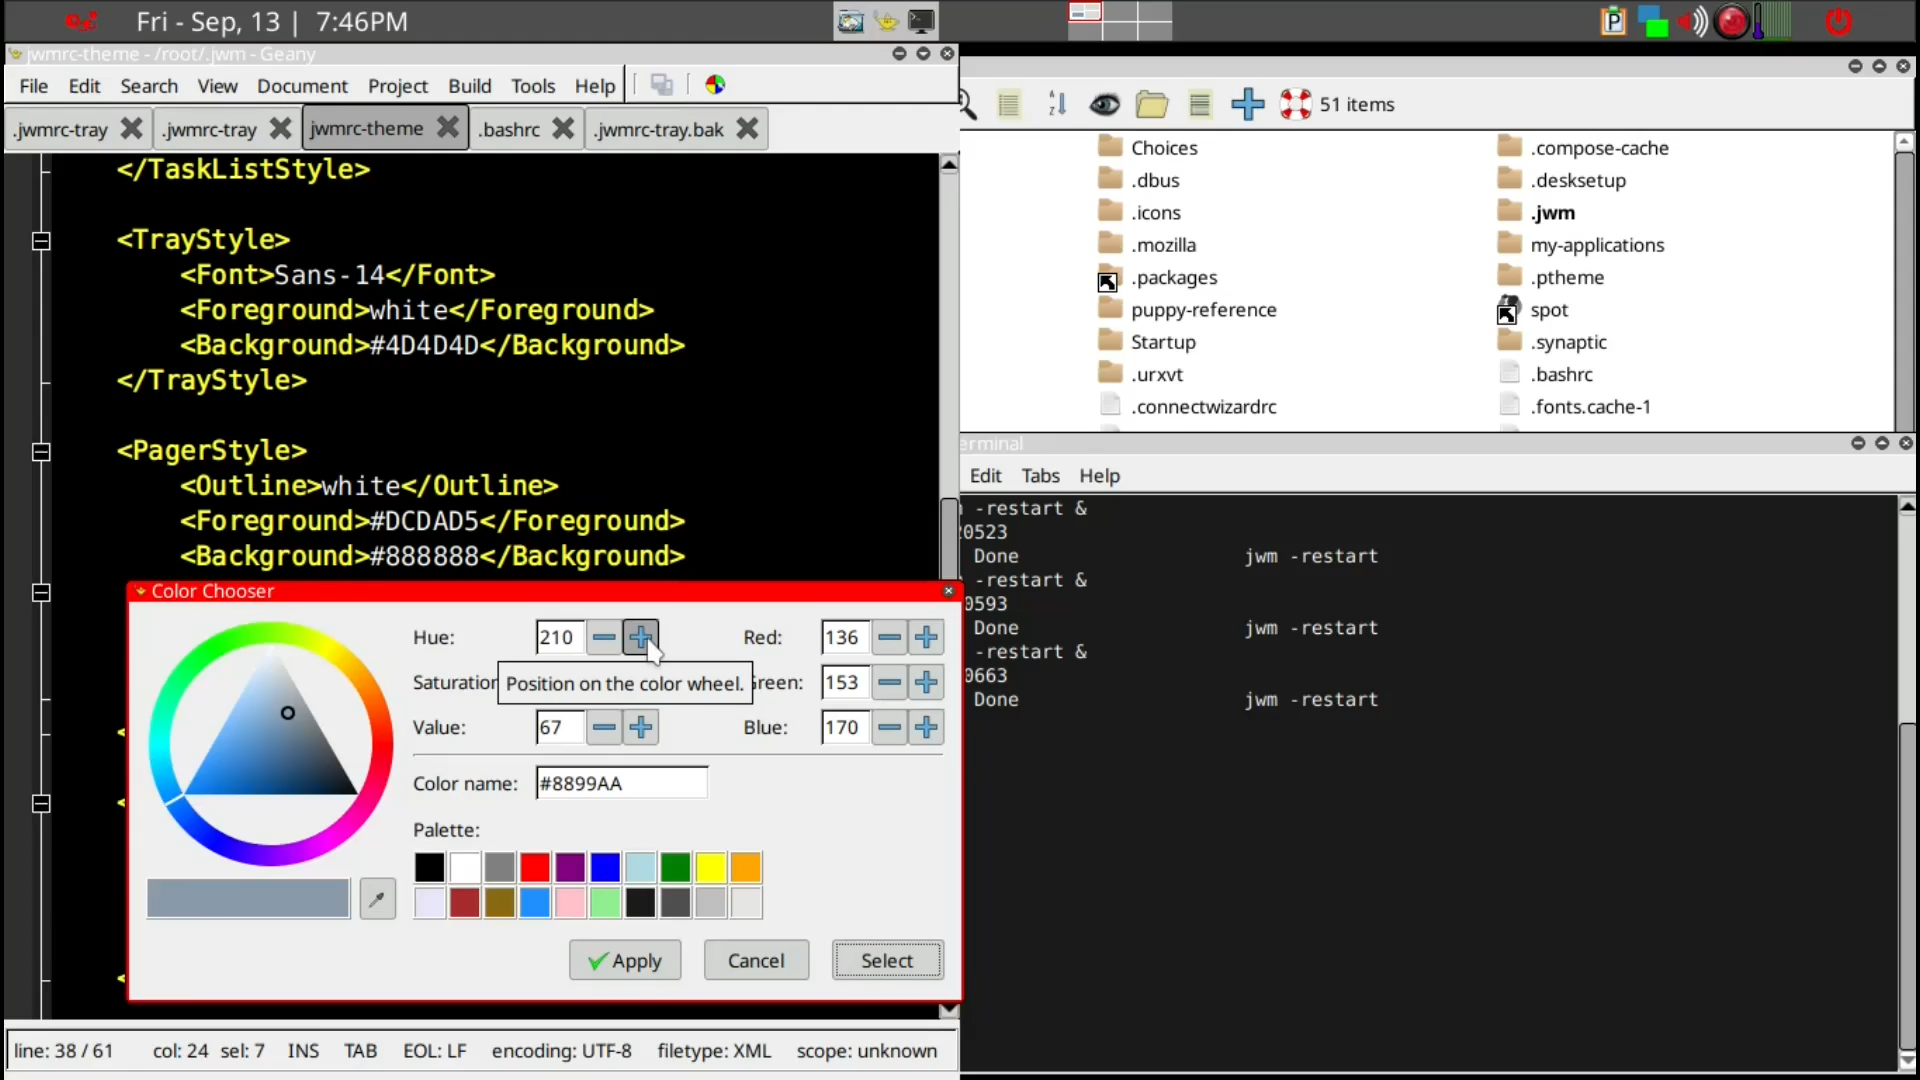 Fri - Sep, 13 | 7:46PM
P
jwmrc-theme - /root/.jwm - Geany
File Edit Search View Document Project Build Tools Help
.jwmrc-tray .jwmrc-tray jwmrc-theme .bashrc .jwmrc-tray.bak
</TaskListStyle>
<TrayStyle>
<Font>Sans-14</Font>
<Foreground>white</Foreground>
<Background>#4D4D4D</Background>
</TrayStyle>
<PagerStyle>
<Outline>white</Outline>
<Foreground>#DCDAD5</Foreground>
<Background>#888888</Background>
<
<
<
Color Chooser
Hue: 210 Red: 136
Saturation Position on the color wheel. Green: 153
Value: 67 Blue: 170
Color name: #8899AA
Palette:
Apply Cancel Select
line: 38 / 61 col: 24 sel: 7 INS TAB EOL: LF encoding: UTF-8 filetype: XML scope: unknown
51 items
Choices .compose-cache
.dbus .desksetup
.icons .jwm
.mozilla my-applications
.packages .ptheme
puppy-reference spot
Startup .synaptic
.urxvt .bashrc
.connectwizardrc .fonts.cache-1
erminal
Edit Tabs Help
-restart &
0523
Done jwm -restart
-restart &
0593
Done jwm -restart
-restart &
0663
Done jwm -restart